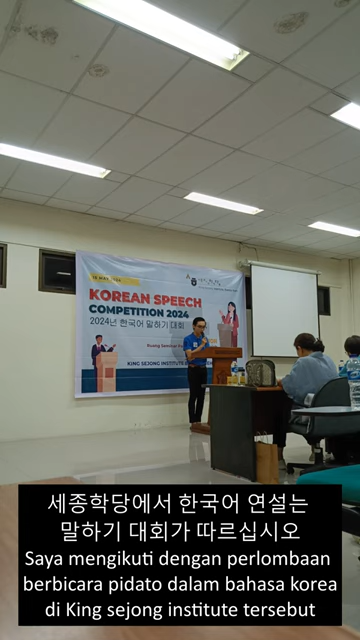 KOREAN SPEECH
COMPETITION 2024
2024년 한국어 말하기 대회
KING SEJONG INSTITUTE
세종학당에서 한국어 연설는
말하기 대회가 따르십시오
Saya mengikuti dengan perlombaan
berbicara pidato dalam bahasa korea
di King sejong institute tersebut